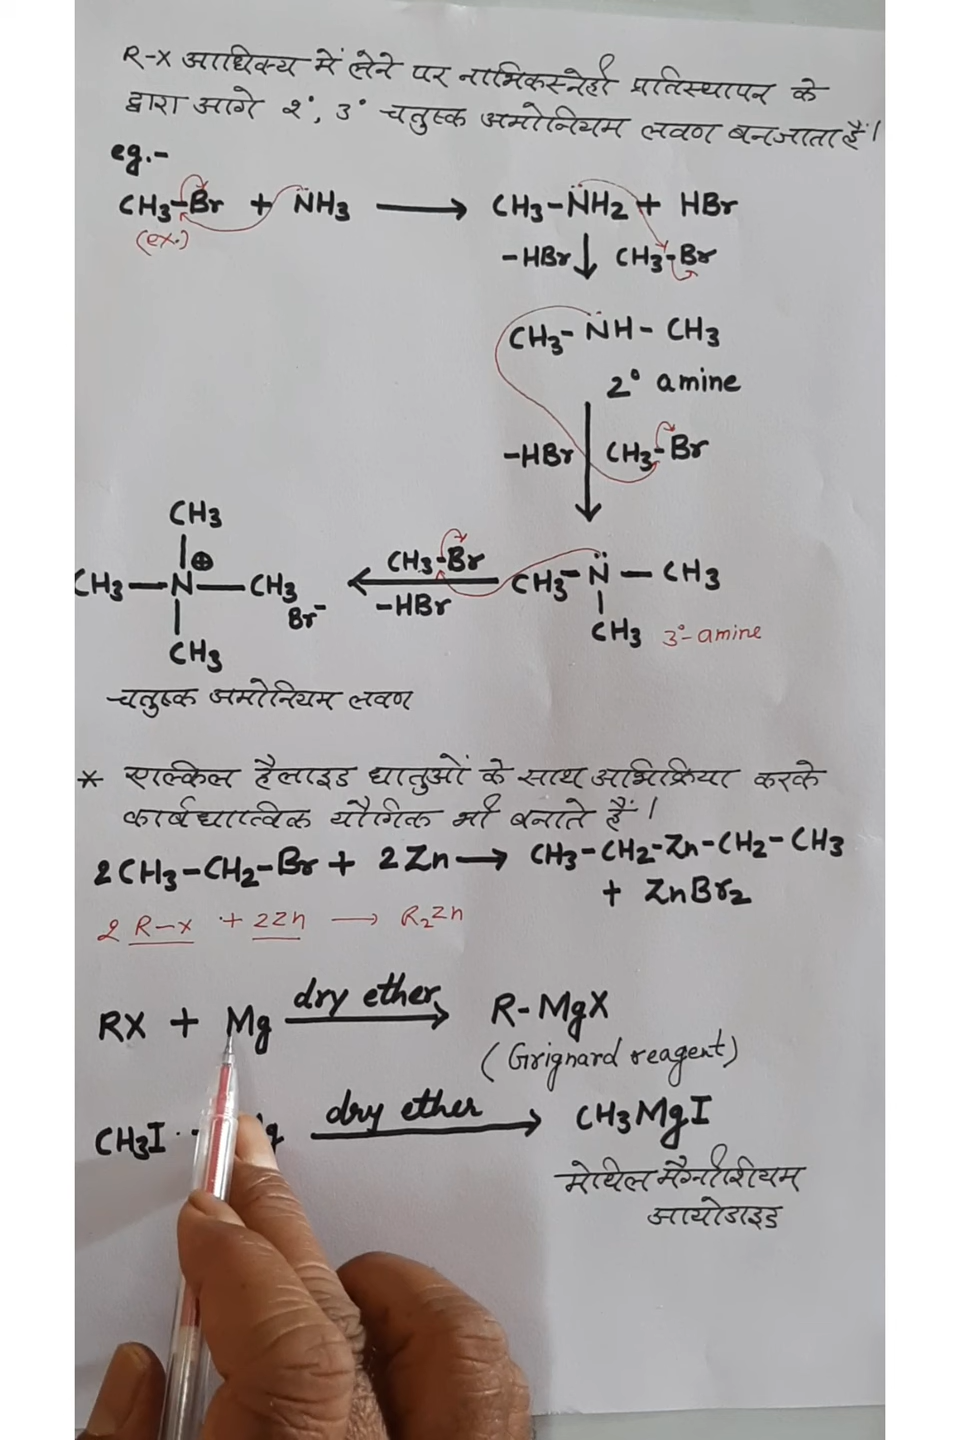 R-X आधिक्य में लेने पर नाभिकस्नेही प्रतिस्थापन के
द्वारा आगे 2°, 3° चतुष्क अमोनियम लवण बनजाता हैं।
eg.-
CH3-Br + N̈H3 ⟶ CH3-N̈H2 + HBr
(ex.)
-HBr ↓ CH3-Br
CH3-N̈H-CH3
2° amine
-HBr ↓ CH3-Br
CH3
CH3-Br
CH3—N⊕—CH3 ⟵ CH3-N̈—CH3
Br⁻ -HBr
CH3 CH3 3°-amine
चतुष्क अमोनियम लवण
* एल्किल हैलाइड धातुओं के साथ अभिक्रिया करके
कार्बधात्विक यौगिक भी बनाते हैं।
2CH3-CH2-Br + 2Zn ⟶ CH3-CH2-Zn-CH2-CH3
+ ZnBr2
2 R-x + 2Zn ⟶ R2Zn
RX + Mg dry ether ⟶ R-MgX
(Grignard reagent)
CH3I dry ether ⟶ CH3MgI
मेथिल मैग्नीशियम
आयोडाइड